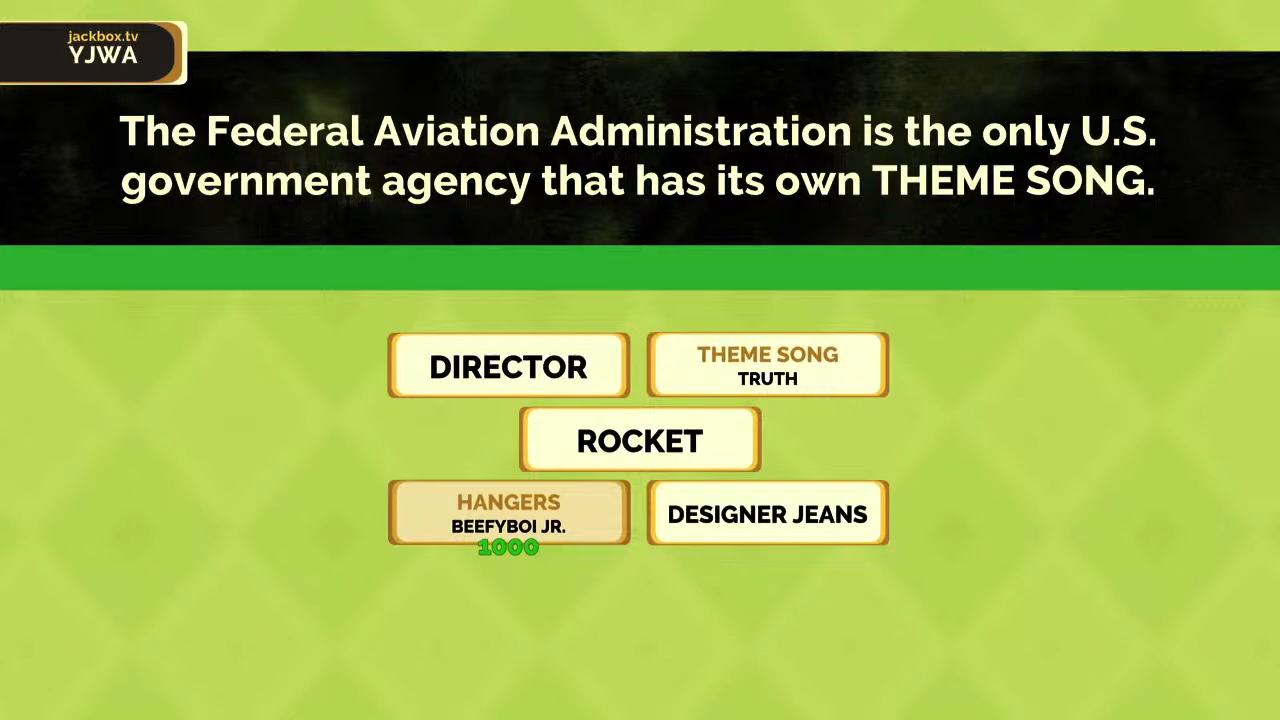 jackbox.tv
YJWA
The Federal Aviation Administration is the only U.S.
government agency that has its own THEME SONG.
DIRECTOR
THEME SONG
TRUTH
ROCKET
HANGERS
BEEFYBOI JR.
1000
DESIGNER JEANS